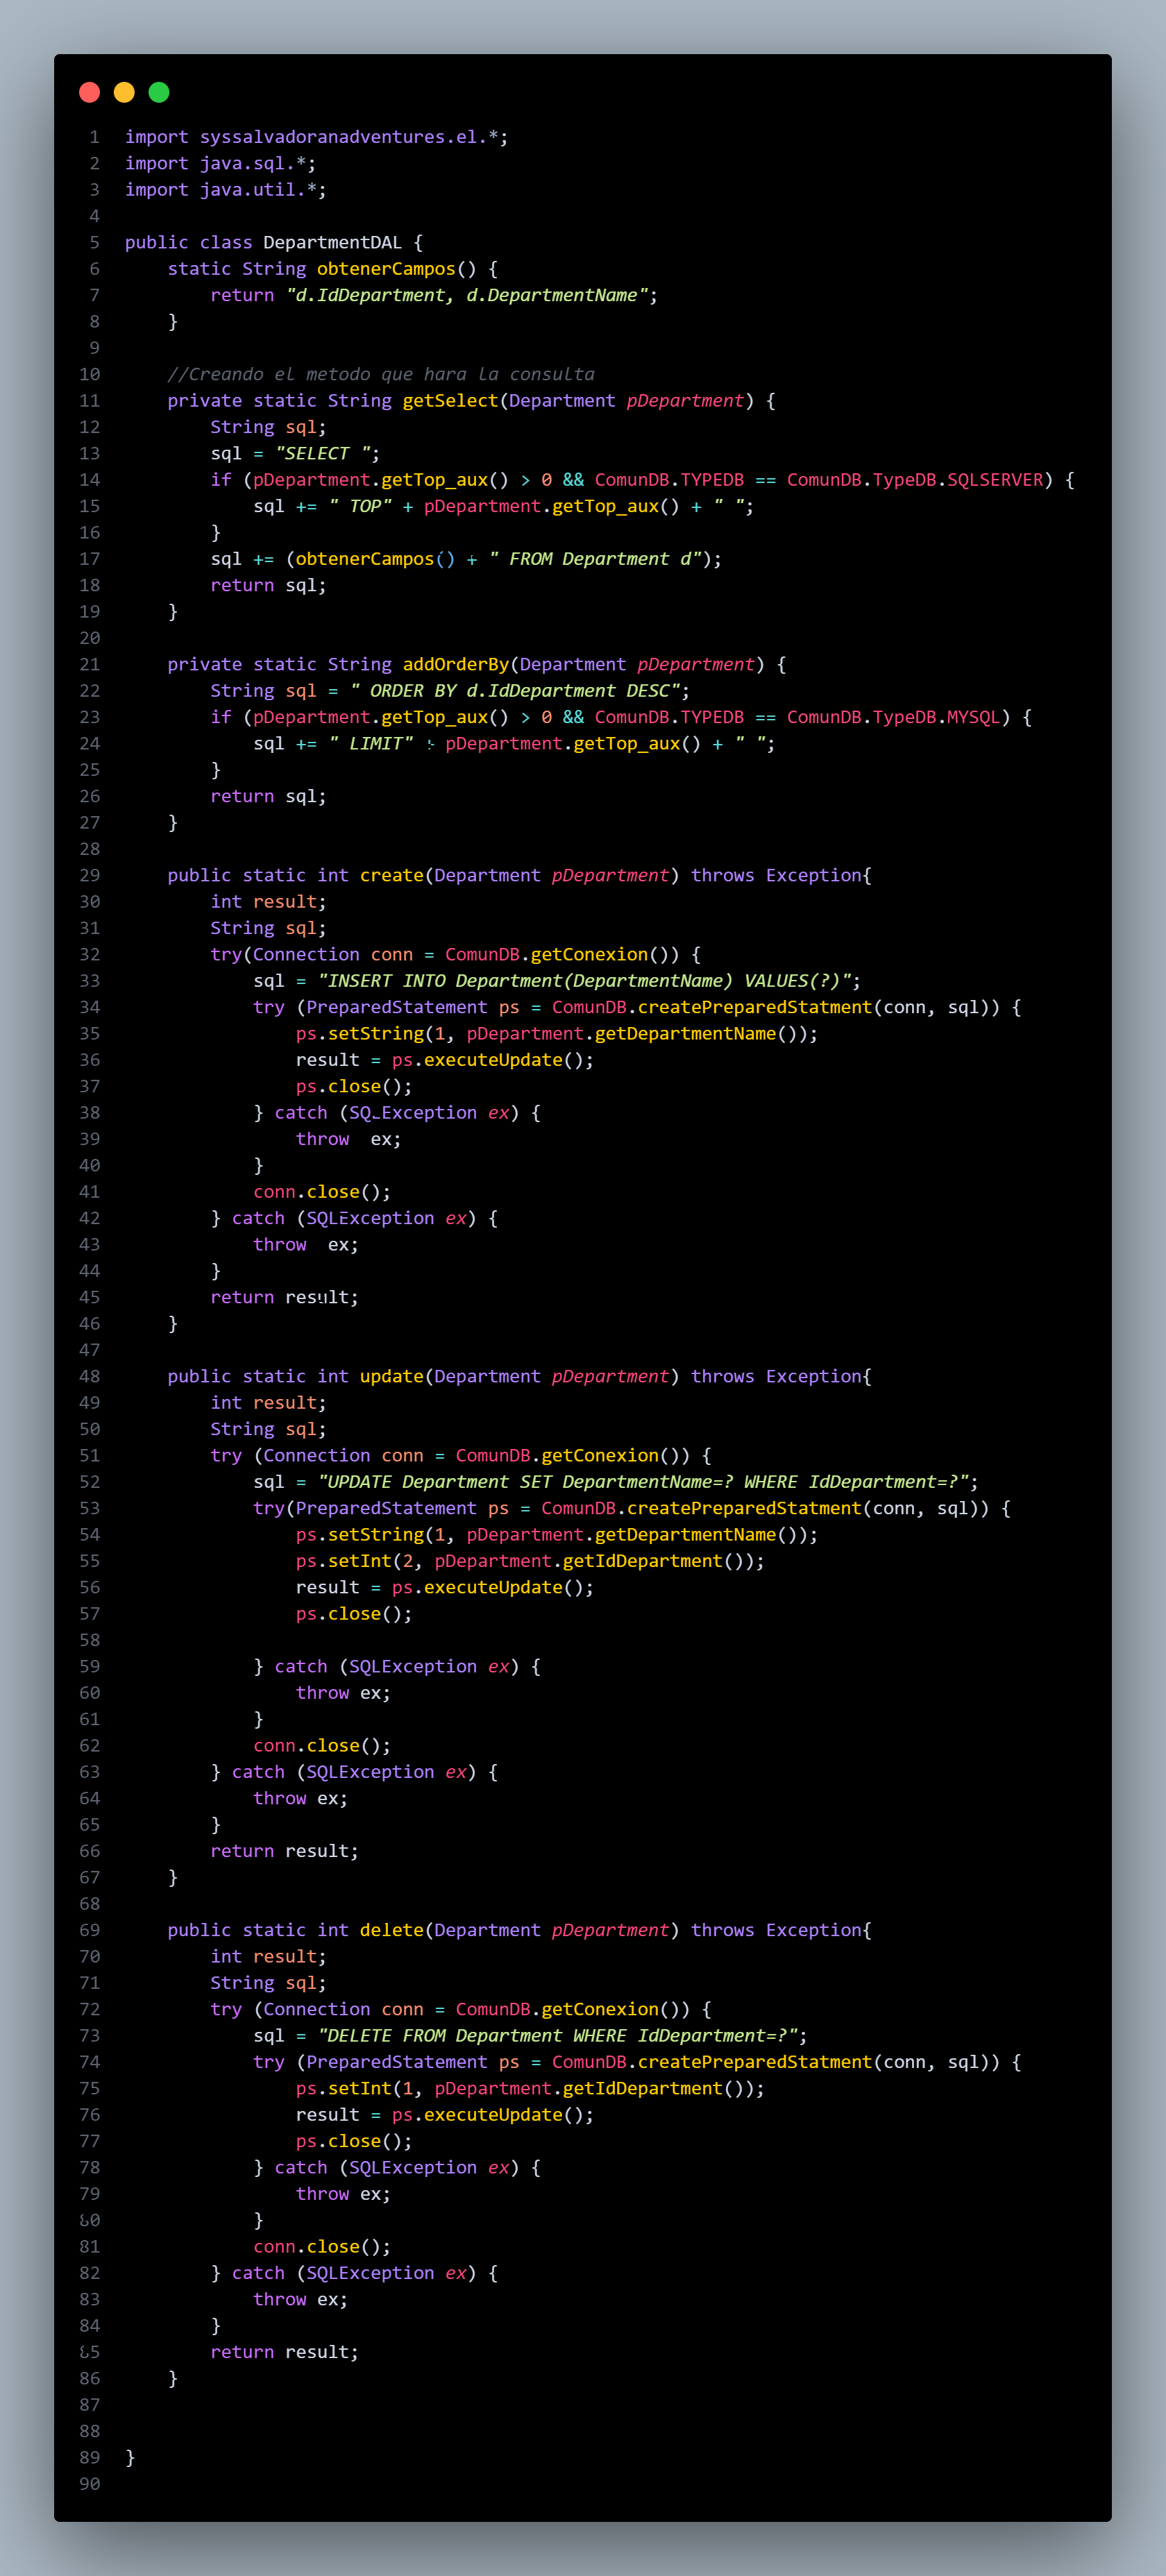 1 import syssalvadoranadventures.el.*;
2 import java.sql.*;
3 import java.util.*;
4
5 public class DepartmentDAL {
6     static String obtenerCampos() {
7         return "d.IdDepartment, d.DepartmentName";
8     }
9
10     //Creando el metodo que hara la consulta
11     private static String getSelect(Department pDepartment) {
12         String sql;
13         sql = "SELECT ";
14         if (pDepartment.getTop_aux() > 0 && ComunDB.TYPEDB == ComunDB.TypeDB.SQLSERVER) {
15             sql += " TOP" + pDepartment.getTop_aux() + " ";
16         }
17         sql += (obtenerCampos() + " FROM Department d");
18         return sql;
19     }
20
21     private static String addOrderBy(Department pDepartment) {
22         String sql = " ORDER BY d.IdDepartment DESC";
23         if (pDepartment.getTop_aux() > 0 && ComunDB.TYPEDB == ComunDB.TypeDB.MYSQL) {
24             sql += " LIMIT" + pDepartment.getTop_aux() + " ";
25         }
26         return sql;
27     }
28
29     public static int create(Department pDepartment) throws Exception{
30         int result;
31         String sql;
32         try(Connection conn = ComunDB.getConexion()) {
33             sql = "INSERT INTO Department(DepartmentName) VALUES(?)";
34             try (PreparedStatement ps = ComunDB.createPreparedStatment(conn, sql)) {
35                 ps.setString(1, pDepartment.getDepartmentName());
36                 result = ps.executeUpdate();
37                 ps.close();
38             } catch (SQLException ex) {
39                 throw  ex;
40             }
41             conn.close();
42         } catch (SQLException ex) {
43             throw  ex;
44         }
45         return result;
46     }
47
48     public static int update(Department pDepartment) throws Exception{
49         int result;
50         String sql;
51         try (Connection conn = ComunDB.getConexion()) {
52             sql = "UPDATE Department SET DepartmentName=? WHERE IdDepartment=?";
53             try(PreparedStatement ps = ComunDB.createPreparedStatment(conn, sql)) {
54                 ps.setString(1, pDepartment.getDepartmentName());
55                 ps.setInt(2, pDepartment.getIdDepartment());
56                 result = ps.executeUpdate();
57                 ps.close();
58
59             } catch (SQLException ex) {
60                 throw ex;
61             }
62             conn.close();
63         } catch (SQLException ex) {
64             throw ex;
65         }
66         return result;
67     }
68
69     public static int delete(Department pDepartment) throws Exception{
70         int result;
71         String sql;
72         try (Connection conn = ComunDB.getConexion()) {
73             sql = "DELETE FROM Department WHERE IdDepartment=?";
74             try (PreparedStatement ps = ComunDB.createPreparedStatment(conn, sql)) {
75                 ps.setInt(1, pDepartment.getIdDepartment());
76                 result = ps.executeUpdate();
77                 ps.close();
78             } catch (SQLException ex) {
79                 throw ex;
80             }
81             conn.close();
82         } catch (SQLException ex) {
83             throw ex;
84         }
85         return result;
86     }
87
88
89 }
90